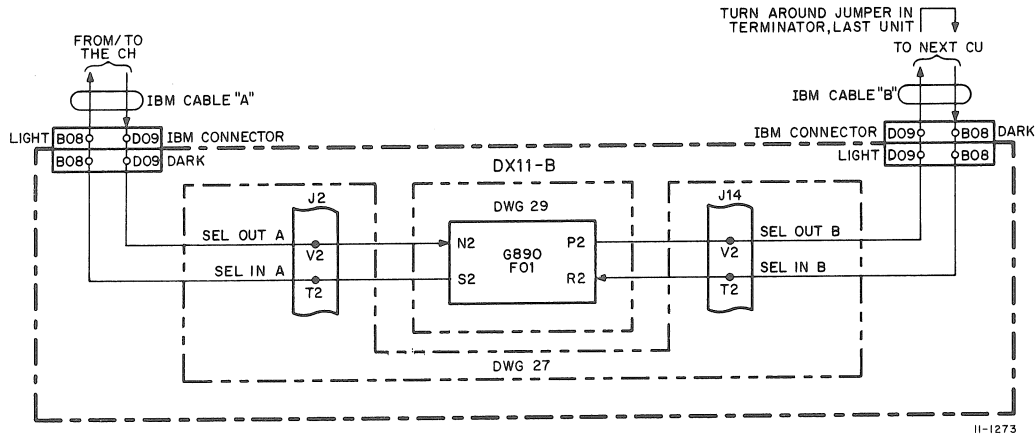 TURN AROUND JUMPER IN
TERMINATOR, LAST UNIT
FROM/TO
THE CH
TO NEXT CU
IBM CABLE "A"
IBM CABLE "B"
LIGHT B08 D09 IBM CONNECTOR
B08 D09 DARK
IBM CONNECTOR D09 B08 DARK
LIGHT D09 B08
DX11-B
J2
DWG 29
J14
SEL OUT A
V2
N2
G890
F01
P2
V2
SEL OUT B
SEL IN A
T2
S2
R2
T2
SEL IN B
DWG 27
11-1273